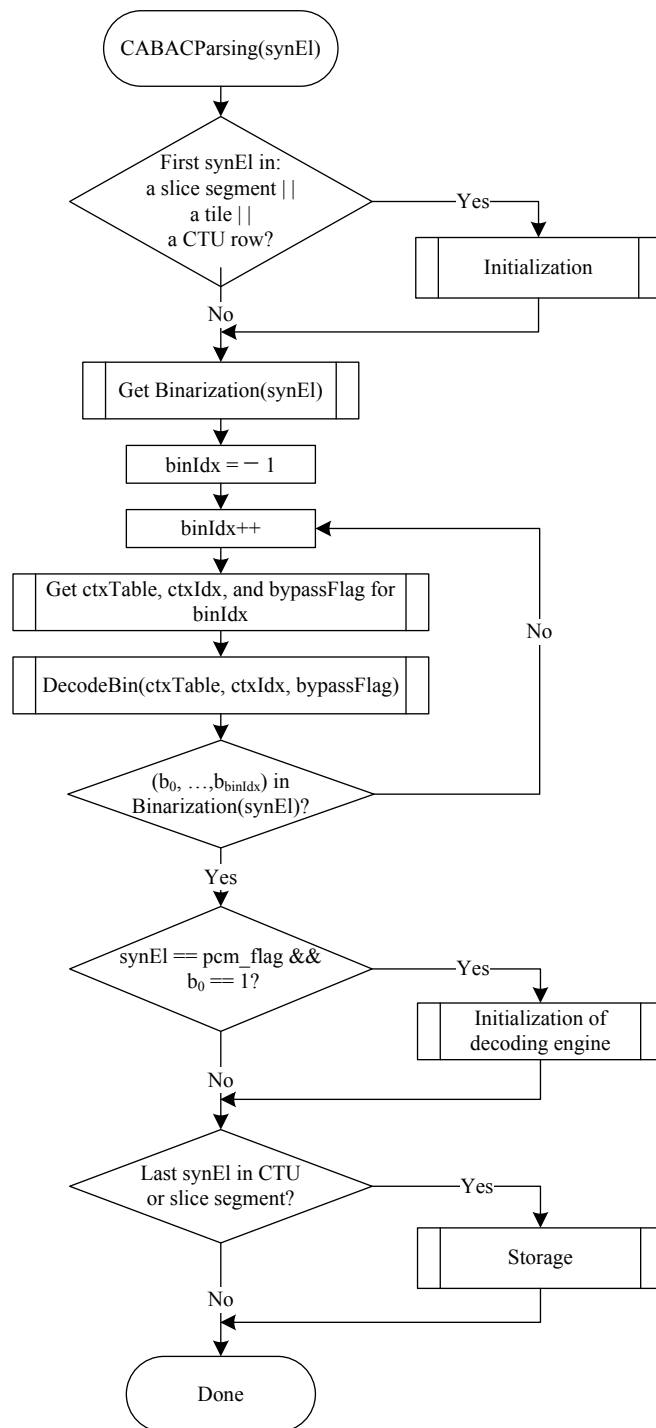 CABACParsing(synEl)
First synEl in:
a slice segment ||
a tile ||
a CTU row?
Yes
Initialization
No
Get Binarization(synEl)
binIdx = − 1
binIdx++
Get ctxTable, ctxIdx, and bypassFlag for
binIdx
No
DecodeBin(ctxTable, ctxIdx, bypassFlag)
(b0, …,bbinIdx) in
Binarization(synEl)?
Yes
synEl == pcm_flag &&
b0 == 1?
Yes
Initialization of
decoding engine
No
Last synEl in CTU
or slice segment?
Yes
Storage
No
Done